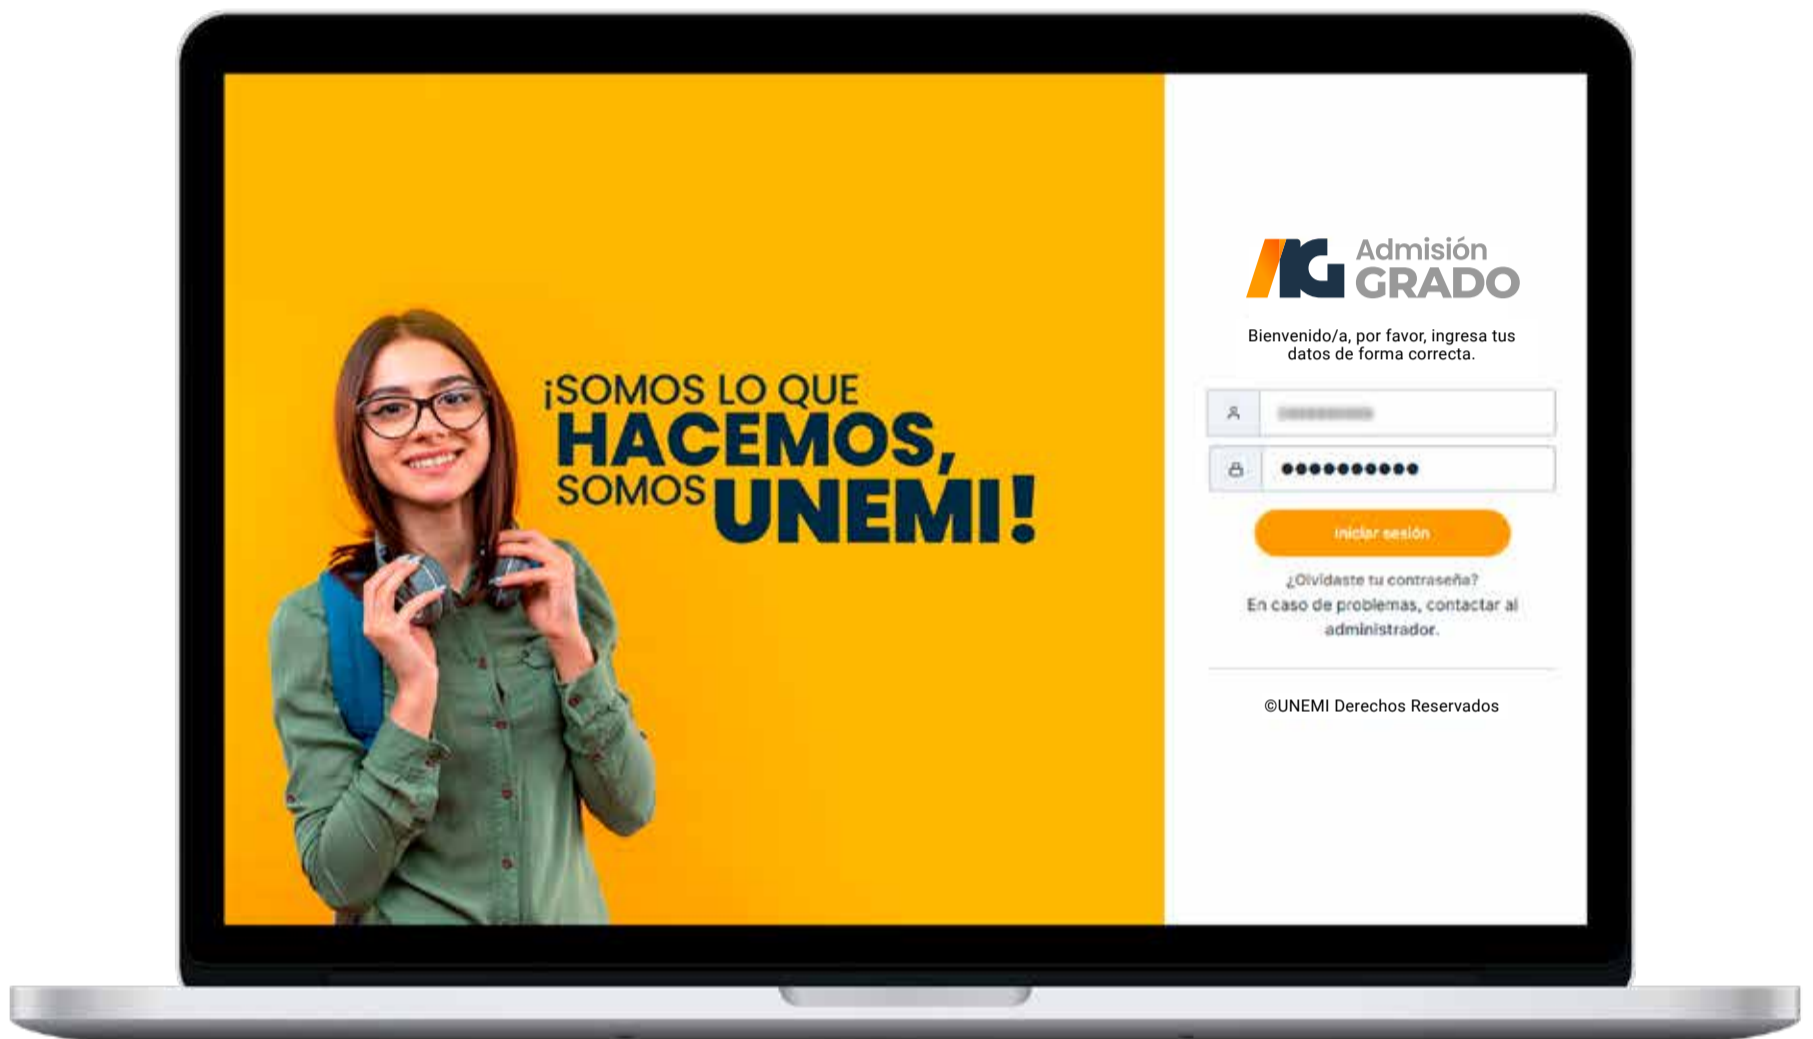 ¡SOMOS LO QUE
HACEMOS,
SOMOS UNEMI!
Admisión
GRADO
Bienvenido/a, por favor, ingresa tus
datos de forma correcta.
Iniciar sesión
¿Olvidaste tu contraseña?
En caso de problemas, contactar al
administrador.
©UNEMI Derechos Reservados